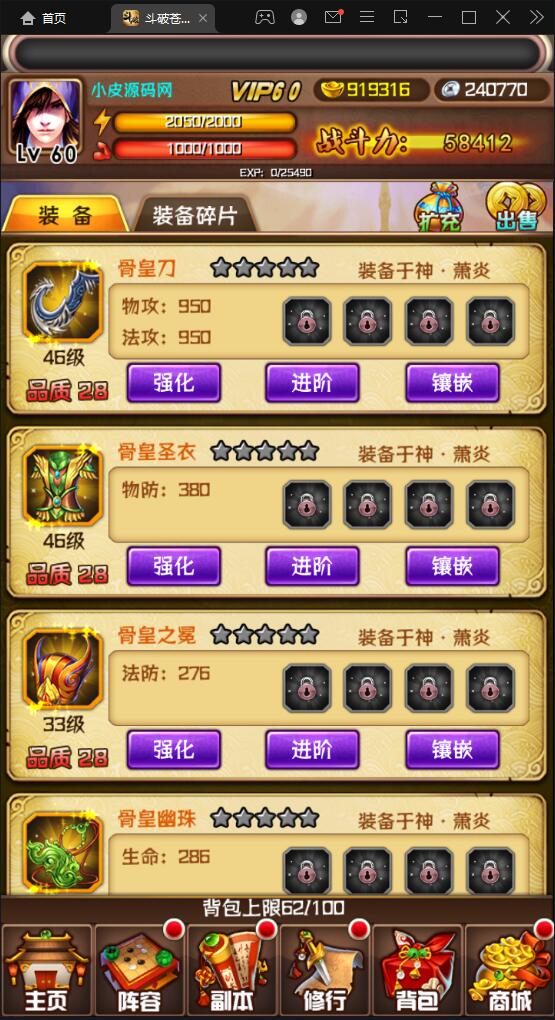 首页
斗破苍...
小皮源码网
VIP60
919316
240770
2050/2000
1000/1000
战斗力: 58412
Lv 60
EXP: 0/25490
装备
装备碎片
扩充
出售
骨皇刀
装备于神·萧炎
物攻: 950
法攻: 950
46级
品质 28
强化
进阶
镶嵌
骨皇圣衣
装备于神·萧炎
物防: 380
46级
品质 28
强化
进阶
镶嵌
骨皇之冕
装备于神·萧炎
法防: 276
33级
品质 28
强化
进阶
镶嵌
骨皇幽珠
装备于神·萧炎
生命: 286
背包上限62/100
主页
阵容
副本
修行
背包
商城